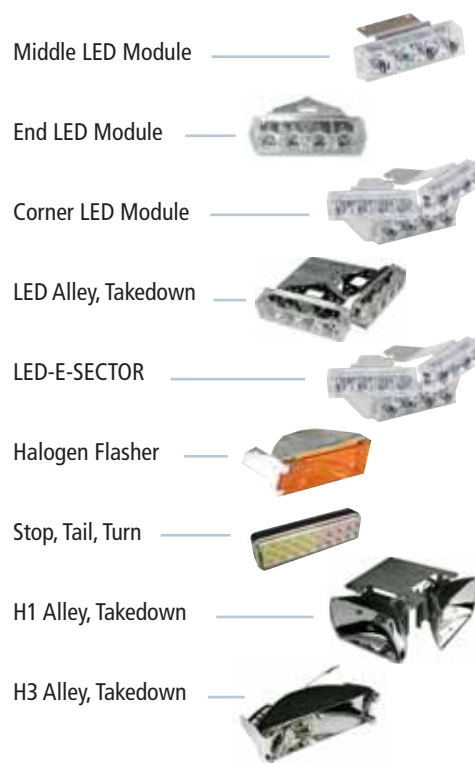 Middle LED Module
End LED Module
Corner LED Module
LED Alley, Takedown
LED-E-SECTOR
Halogen Flasher
Stop, Tail, Turn
H1 Alley, Takedown
H3 Alley, Takedown